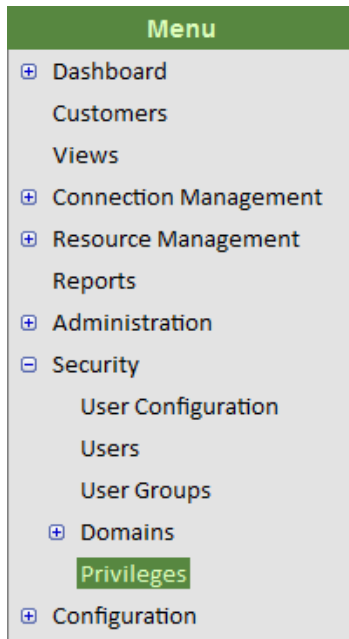 Menu
Dashboard
Customers
Views
Connection Management
Resource Management
Reports
Administration
Security
User Configuration
Users
User Groups
Domains
Privileges
Configuration